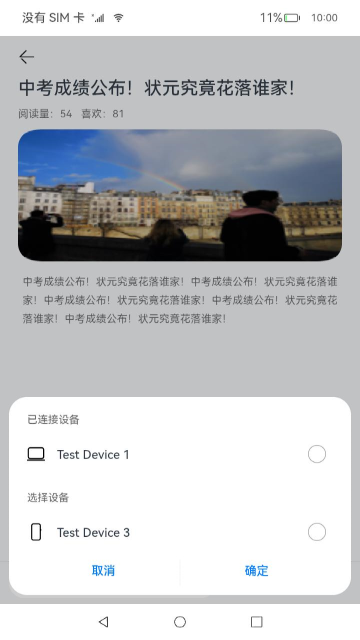 没有 SIM 卡
11%
10:00
中考成绩公布！状元究竟花落谁家！
阅读量：54 喜欢：81
中考成绩公布！状元究竟花落谁家！中考成绩公布！状元究竟花落谁
家！中考成绩公布！状元究竟花落谁家！中考成绩公布！状元究竟花
落谁家！中考成绩公布！状元究竟花落谁家！
已连接设备
Test Device 1
选择设备
Test Device 3
取消
确定